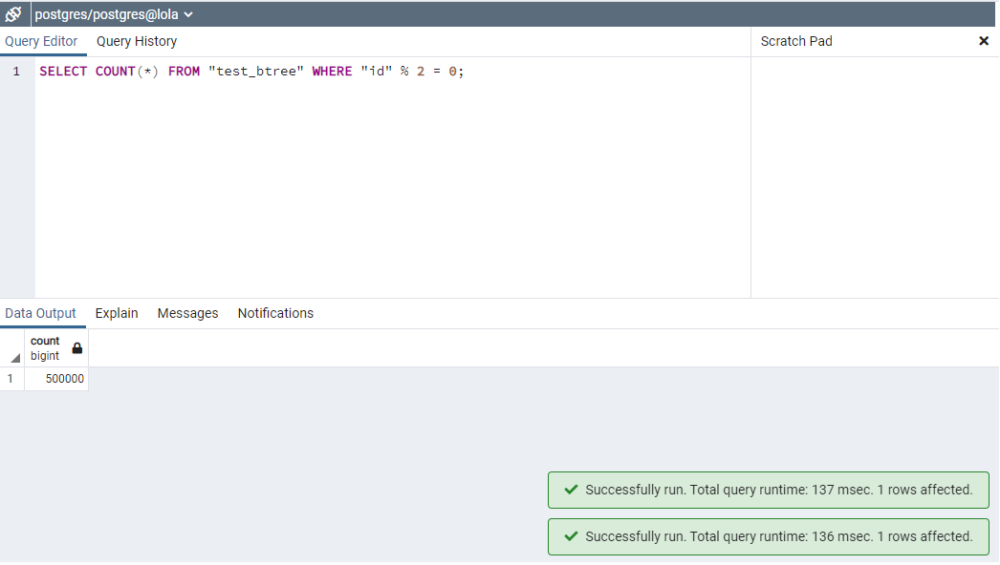 postgres/postgres@lola
Query Editor Query History
Scratch Pad
1 SELECT COUNT(*) FROM "test_btree" WHERE "id" % 2 = 0;
Data Output Explain Messages Notifications
count
bigint
1 500000
Successfully run. Total query runtime: 137 msec. 1 rows affected.
Successfully run. Total query runtime: 136 msec. 1 rows affected.